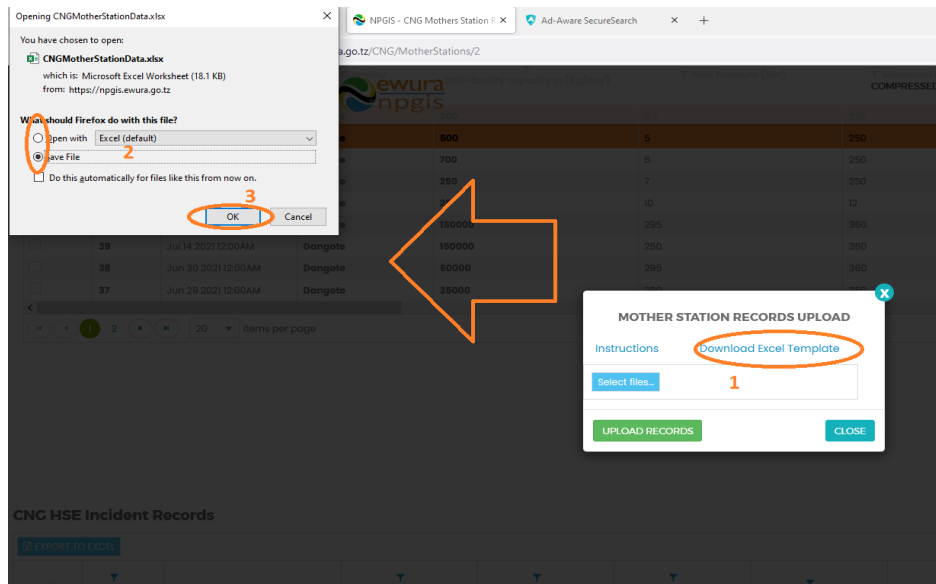 Opening CNGMotherStationData.xlsx
You have chosen to open:
CNGMotherStationData.xlsx
which is: Microsoft Excel Worksheet (18.1 KB)
from: https://npgis.ewura.go.tz
What should Firefox do with this file?
Open with Excel (default)
2
Save File
Do this automatically for files like this from now on.
3
OK Cancel
NPGIS - CNG Mothers Station R
Ad-Aware SecureSearch
a.go.tz/CNG/MotherStations/2
ewura
npgis
COMPRESSED
500 5 250
700 6 250
250 7 250
10 12
150000 295 360
39 Jul 14 2021 12:00AM Dangote 150000 250 360
38 Jun 30 2021 12:00AM Dangote 50000 295 360
37 Jun 29 2021 12:00AM Dangote 35000
1 2 20 items per page
X
MOTHER STATION RECORDS UPLOAD
Instructions Download Excel Template
Select files...
1
UPLOAD RECORDS CLOSE
CNG HSE Incident Records
EXPORT TO EXCEL